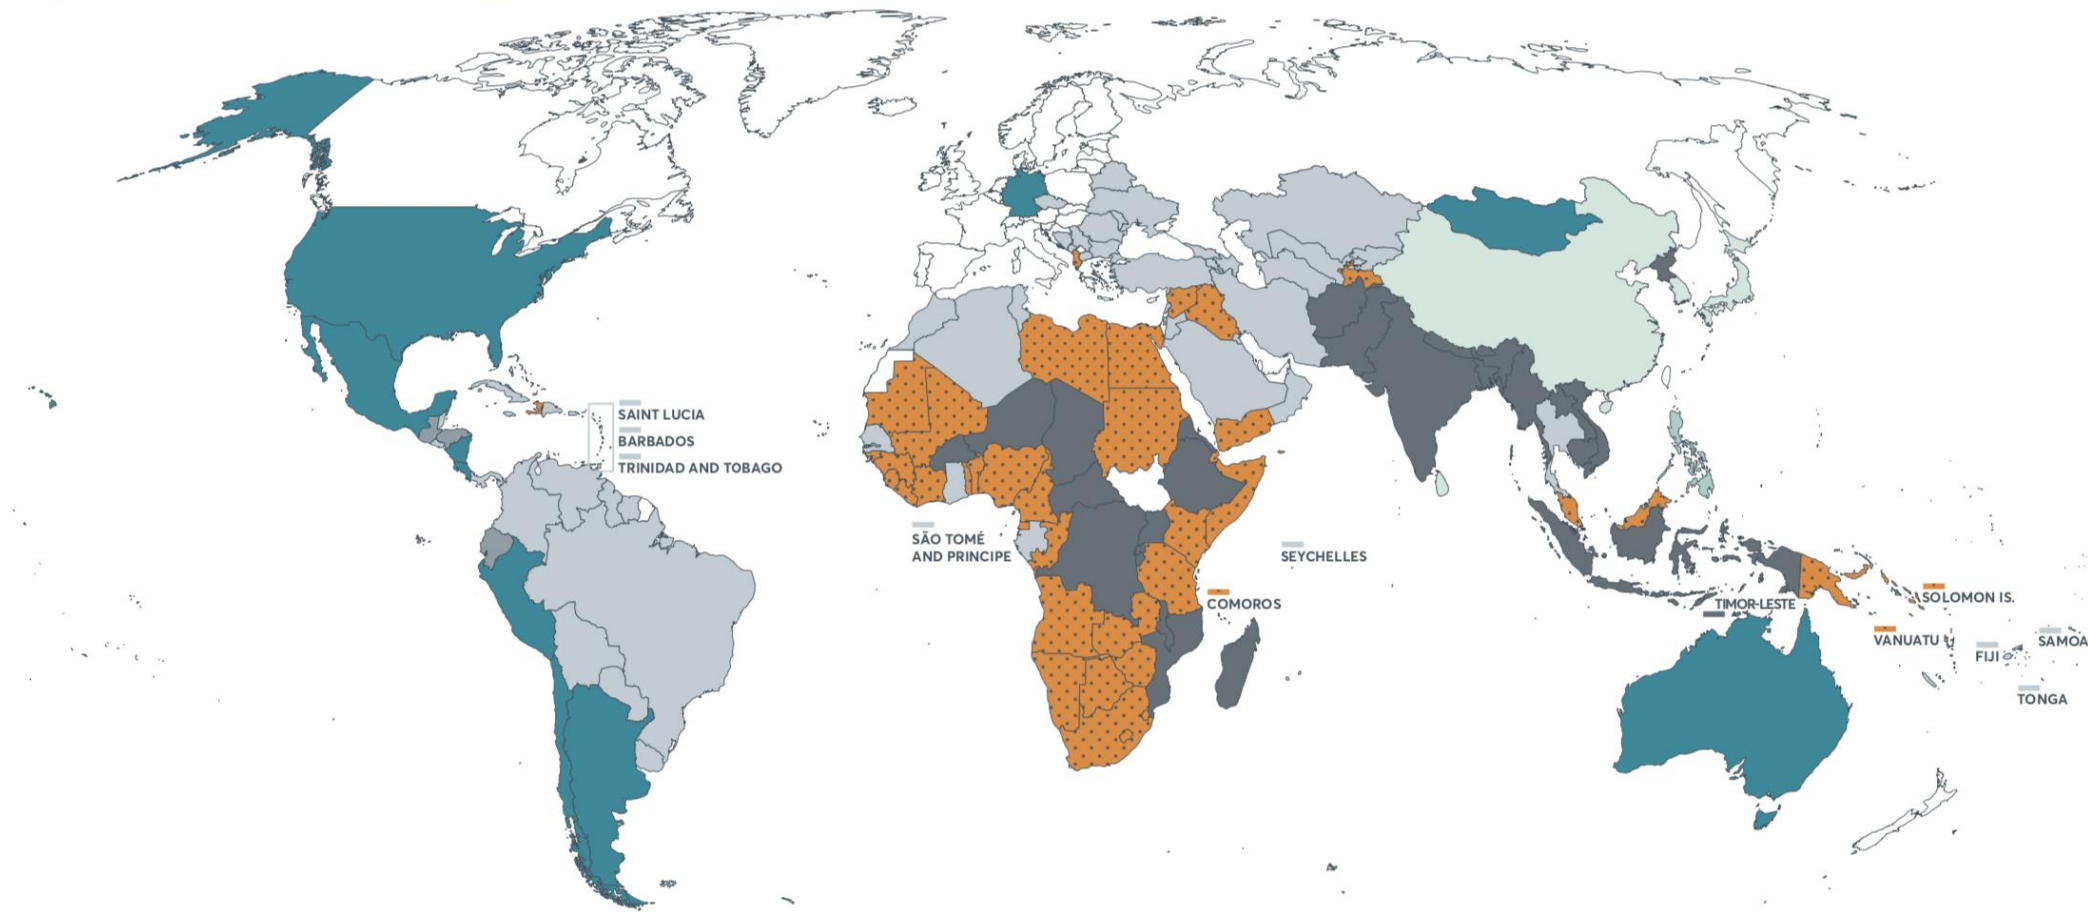 SAINT LUCIA
BARBADOS
TRINIDAD AND TOBAGO
SÃO TOMÉ
AND PRINCIPE
SEYCHELLES
COMOROS
TIMOR-LESTE
SOLOMON IS.
VANUATU
FIJI
SAMOA
TONGA